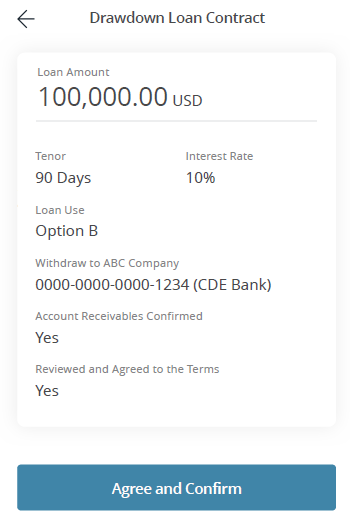 Drawdown Loan Contract
Loan Amount
100,000.00 USD
Tenor
Interest Rate
90 Days
10%
Loan Use
Option B
Withdraw to ABC Company
0000-0000-0000-1234 (CDE Bank)
Account Receivables Confirmed
Yes
Reviewed and Agreed to the Terms
Yes
Agree and Confirm